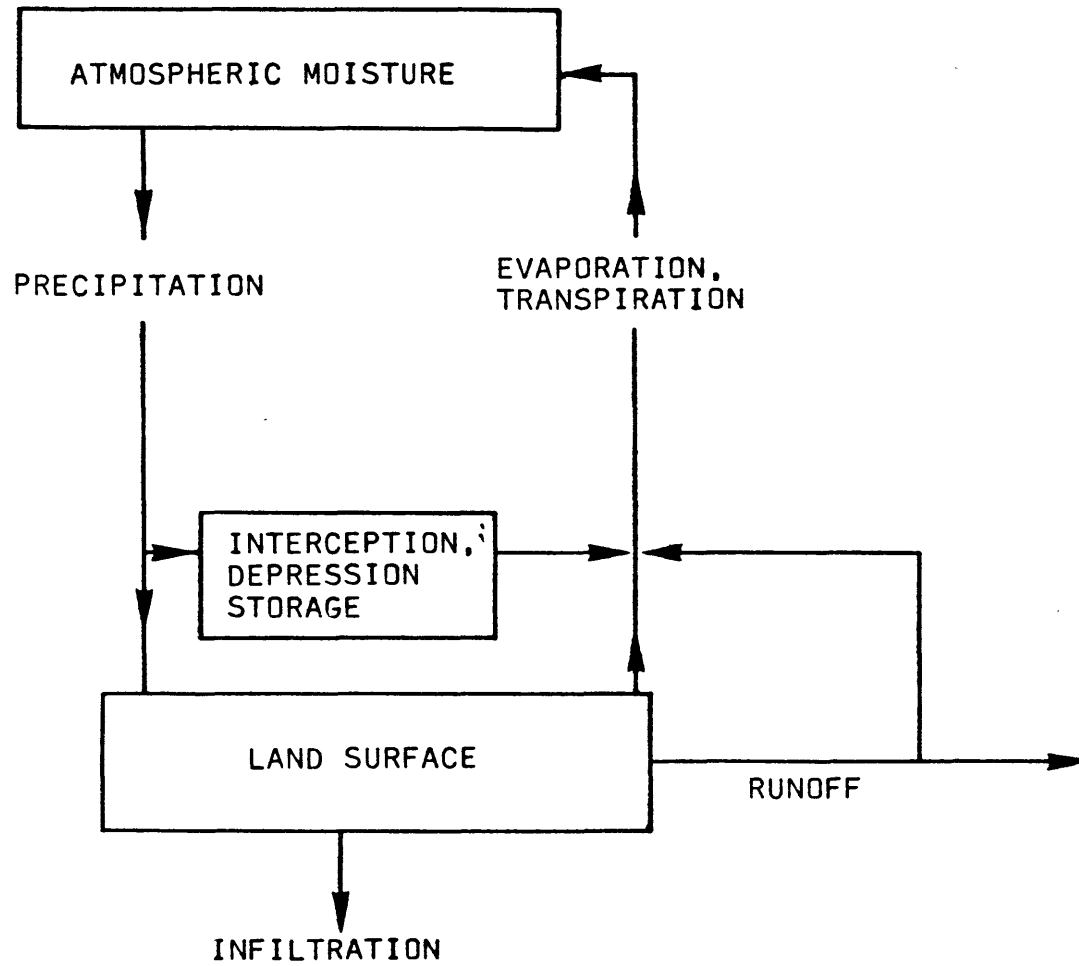 ATMOSPHERIC MOISTURE
PRECIPITATION
EVAPORATION,
TRANSPIRATION
INTERCEPTION,
DEPRESSION
STORAGE
LAND SURFACE
RUNOFF
INFILTRATION